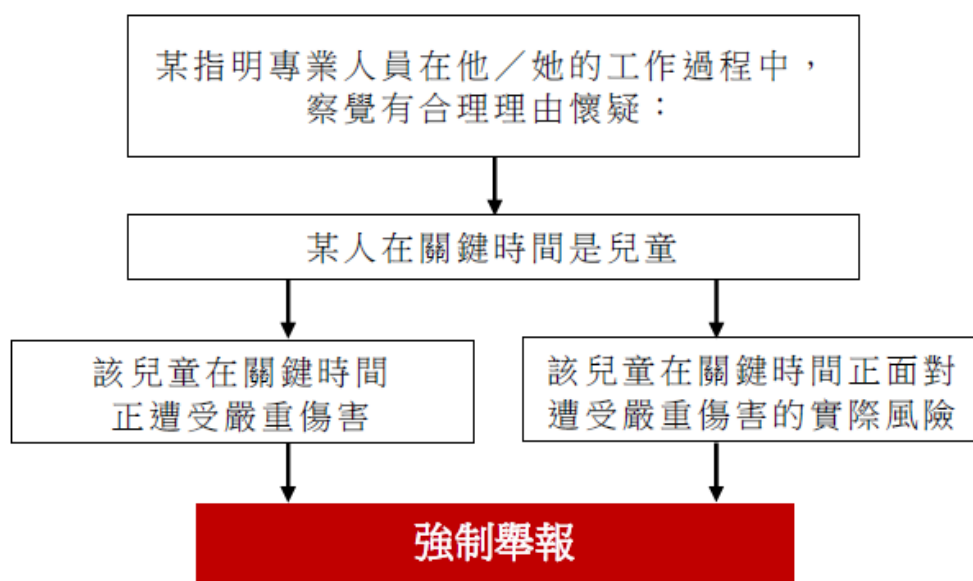 某指明專業人員在他／她的工作過程中，
察覺有合理理由懷疑：
某人在關鍵時間是兒童
該兒童在關鍵時間
正遭受嚴重傷害
該兒童在關鍵時間正面對
遭受嚴重傷害的實際風險
強制舉報